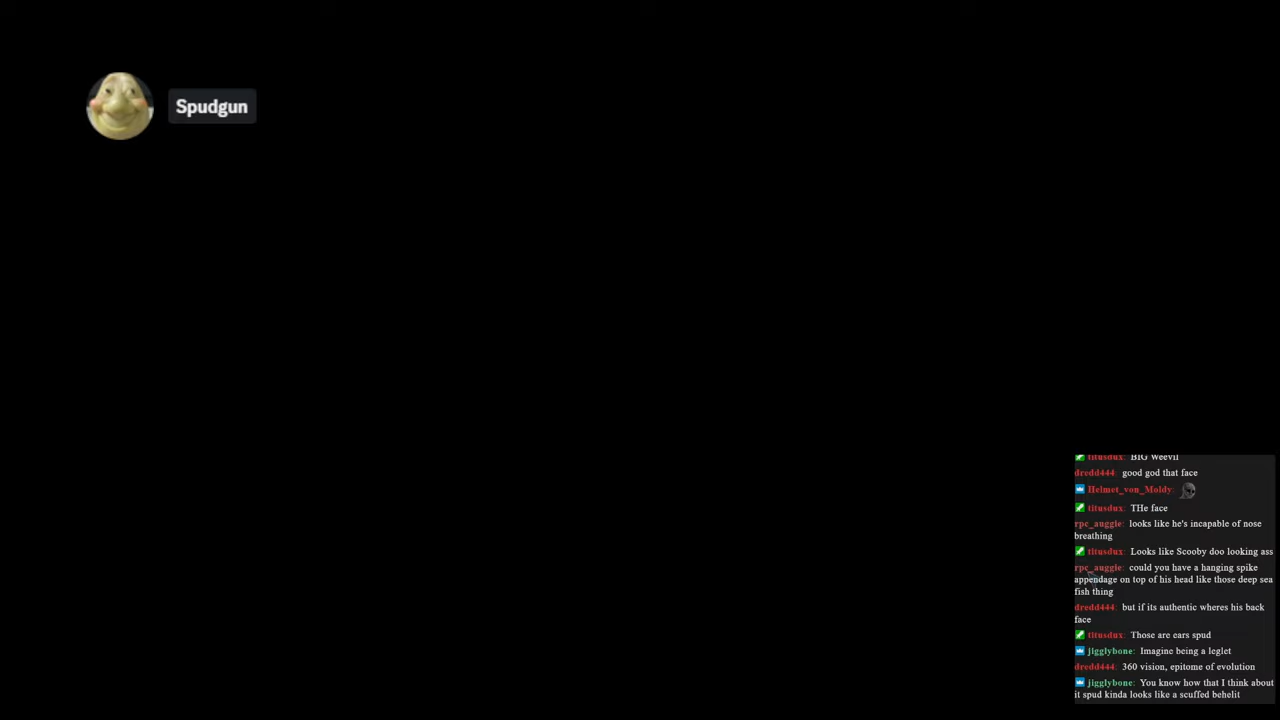 Spudgun
titusdux: BIG Weevil
dredd444: good god that face
Helmet_von_Moldy:
titusdux: THe face
rpc_auggie: looks like he's incapable of nose
breathing
titusdux: Looks like Scooby doo looking ass
rpc_auggie: could you have a hanging spike
appendage on top of his head like those deep sea
fish thing
dredd444: but if its authentic wheres his back
face
titusdux: Those are ears spud
jigglybone: Imagine being a leglet
dredd444: 360 vision, epitome of evolution
jigglybone: You know how that I think about
it spud kinda looks like a scuffed behelit